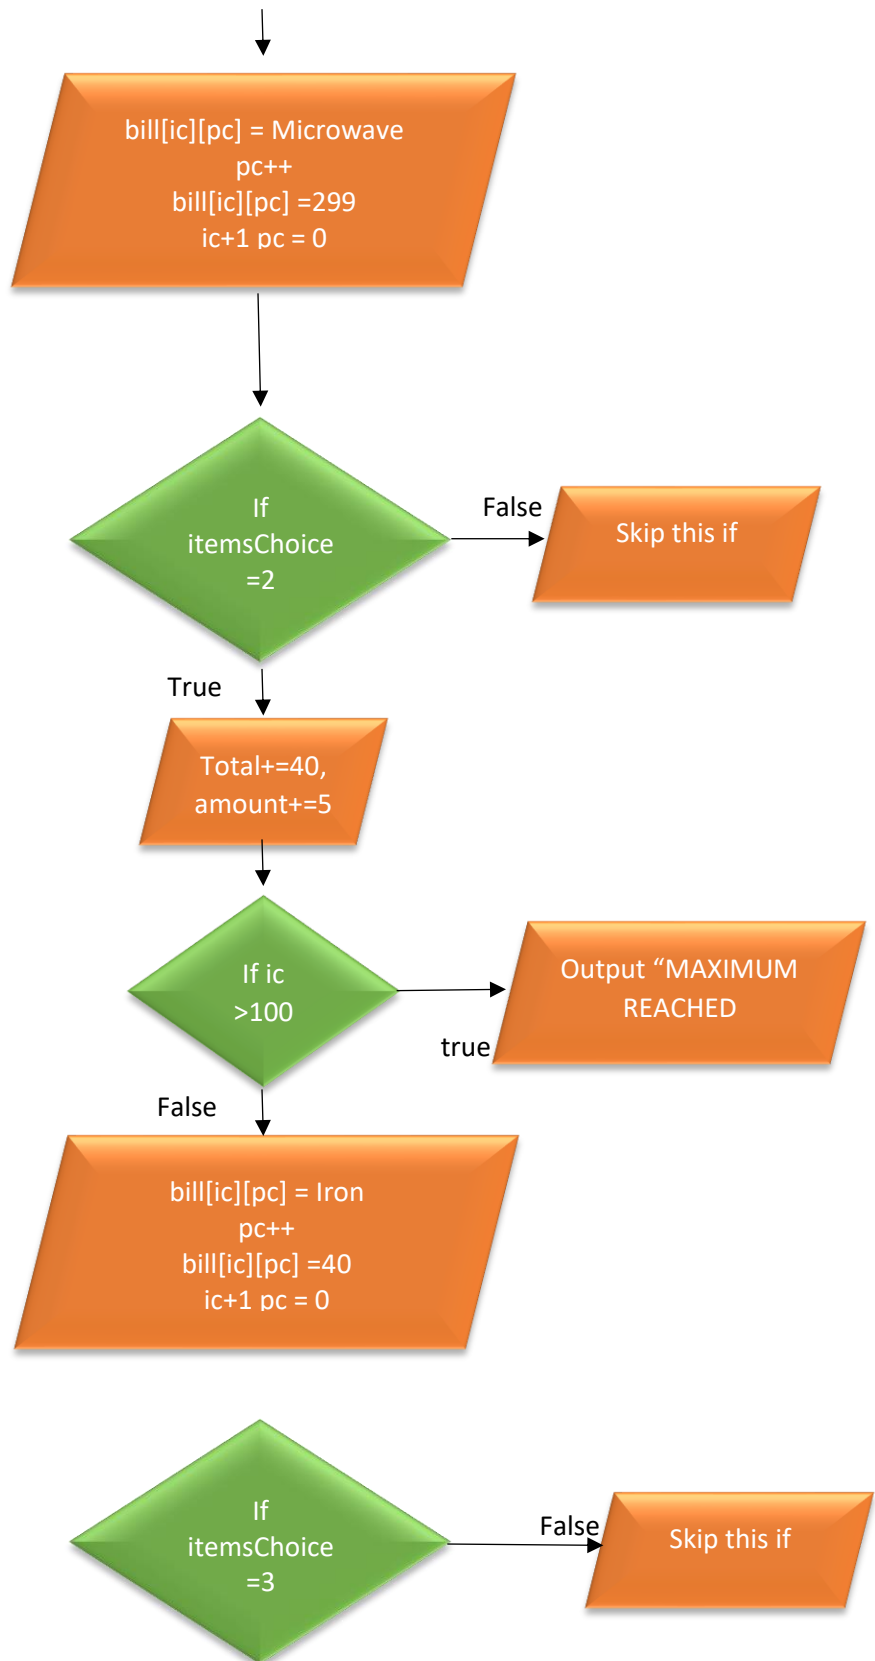 bill[ic][pc] = Microwave
pc++
bill[ic][pc] =299
ic+1 pc = 0
If
itemsChoice
=2
False
Skip this if
True
Total+=40,
amount+=5
If ic
>100
true
Output “MAXIMUM
REACHED
False
bill[ic][pc] = Iron
pc++
bill[ic][pc] =40
ic+1 pc = 0
If
itemsChoice
=3
False
Skip this if